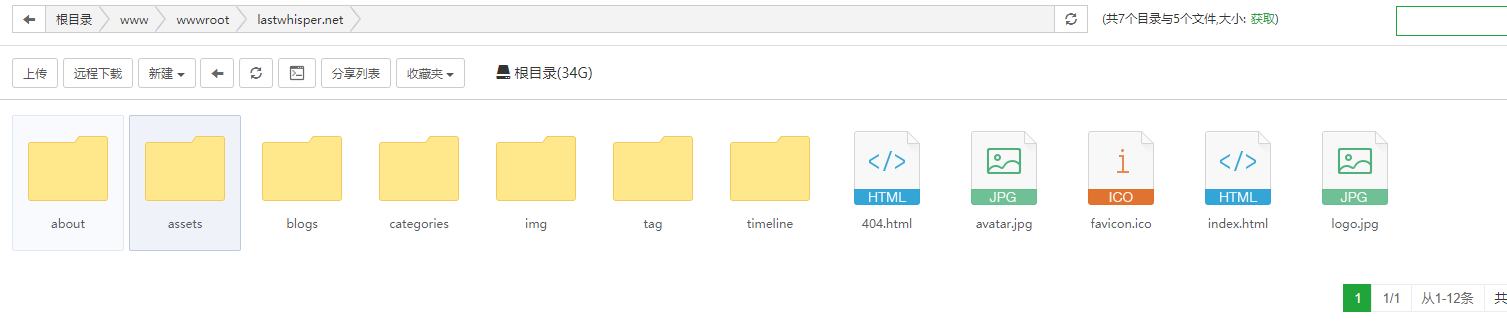 根目录 www wwwroot lastwhisper.net (共7个目录与5个文件,大小: 获取)
上传 远程下载 新建 分享列表 收藏夹 根目录(34G)
HTML JPG ICO HTML JPG
about assets blogs categories img tag timeline 404.html avatar.jpg favicon.ico index.html logo.jpg
1 1/1 从1-12条 共